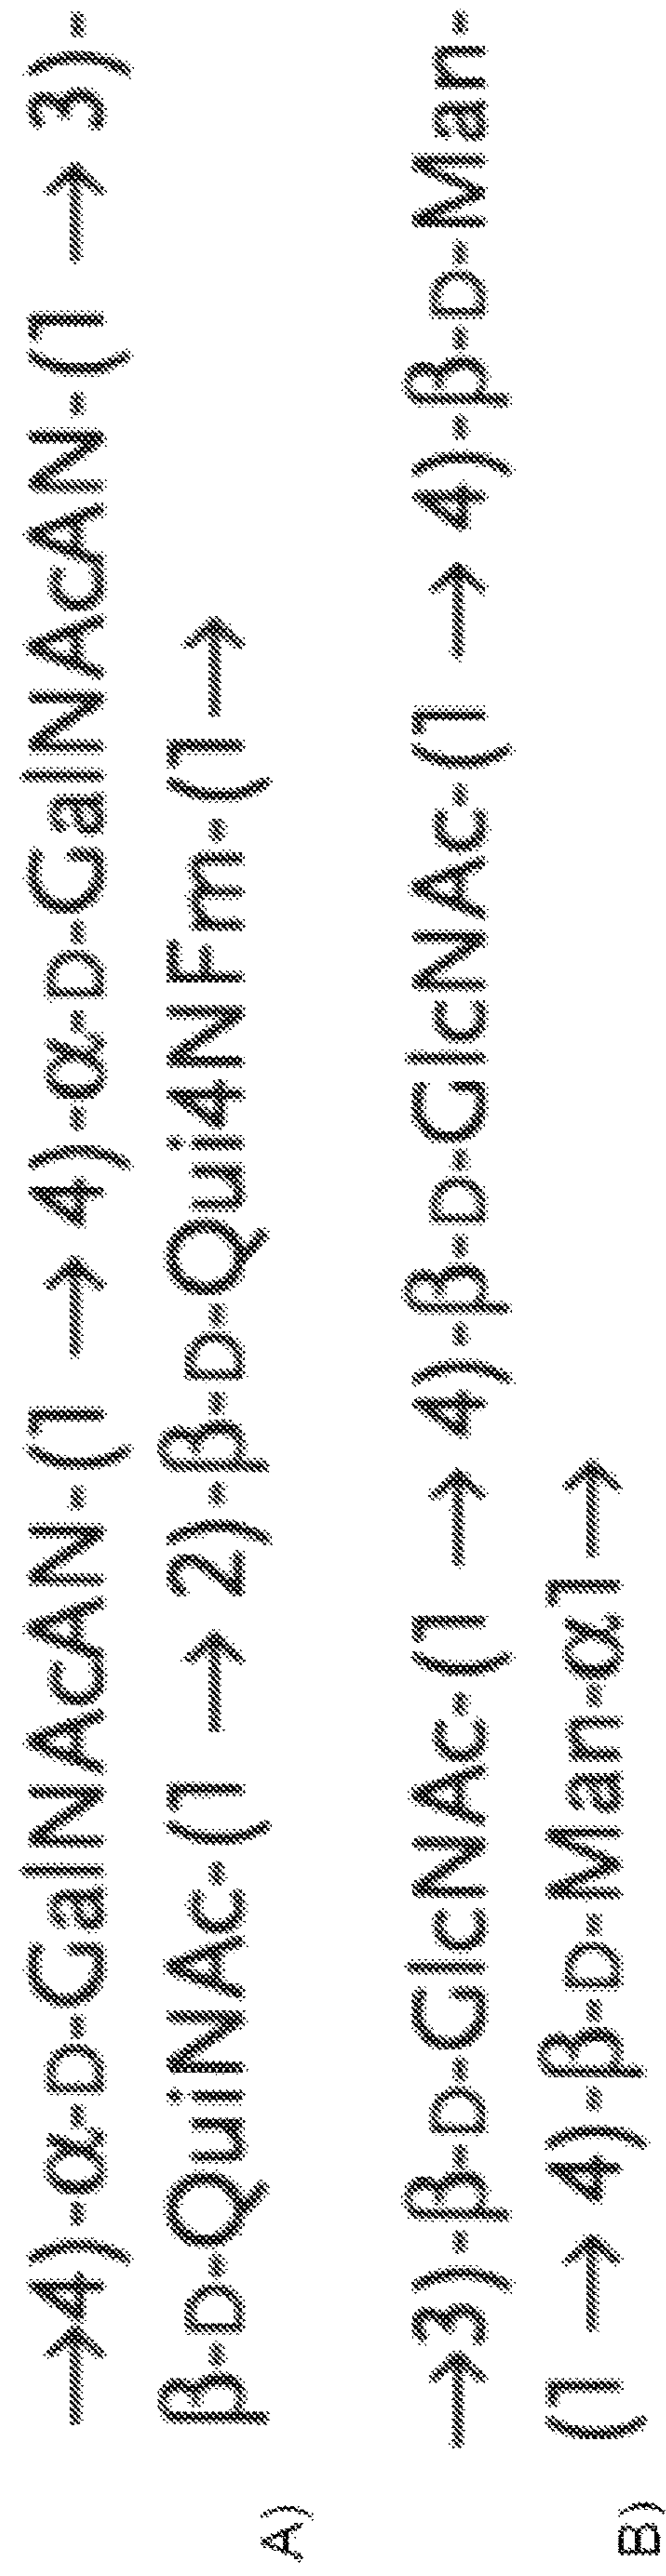 →4)-α-D-GalNAcAN-(1 → 4)-α-D-GalNAcAN-(1 → 3)-
β-D-QuiNAc-(1 → 2)-β-D-Qui4NFm-(1 →
A)
→3)-β-D-GlcNAc-(1 → 4)-β-D-GlcNAc-(1 → 4)-β-D-Man-
(1 → 4)-β-D-Man-α1 →
B)